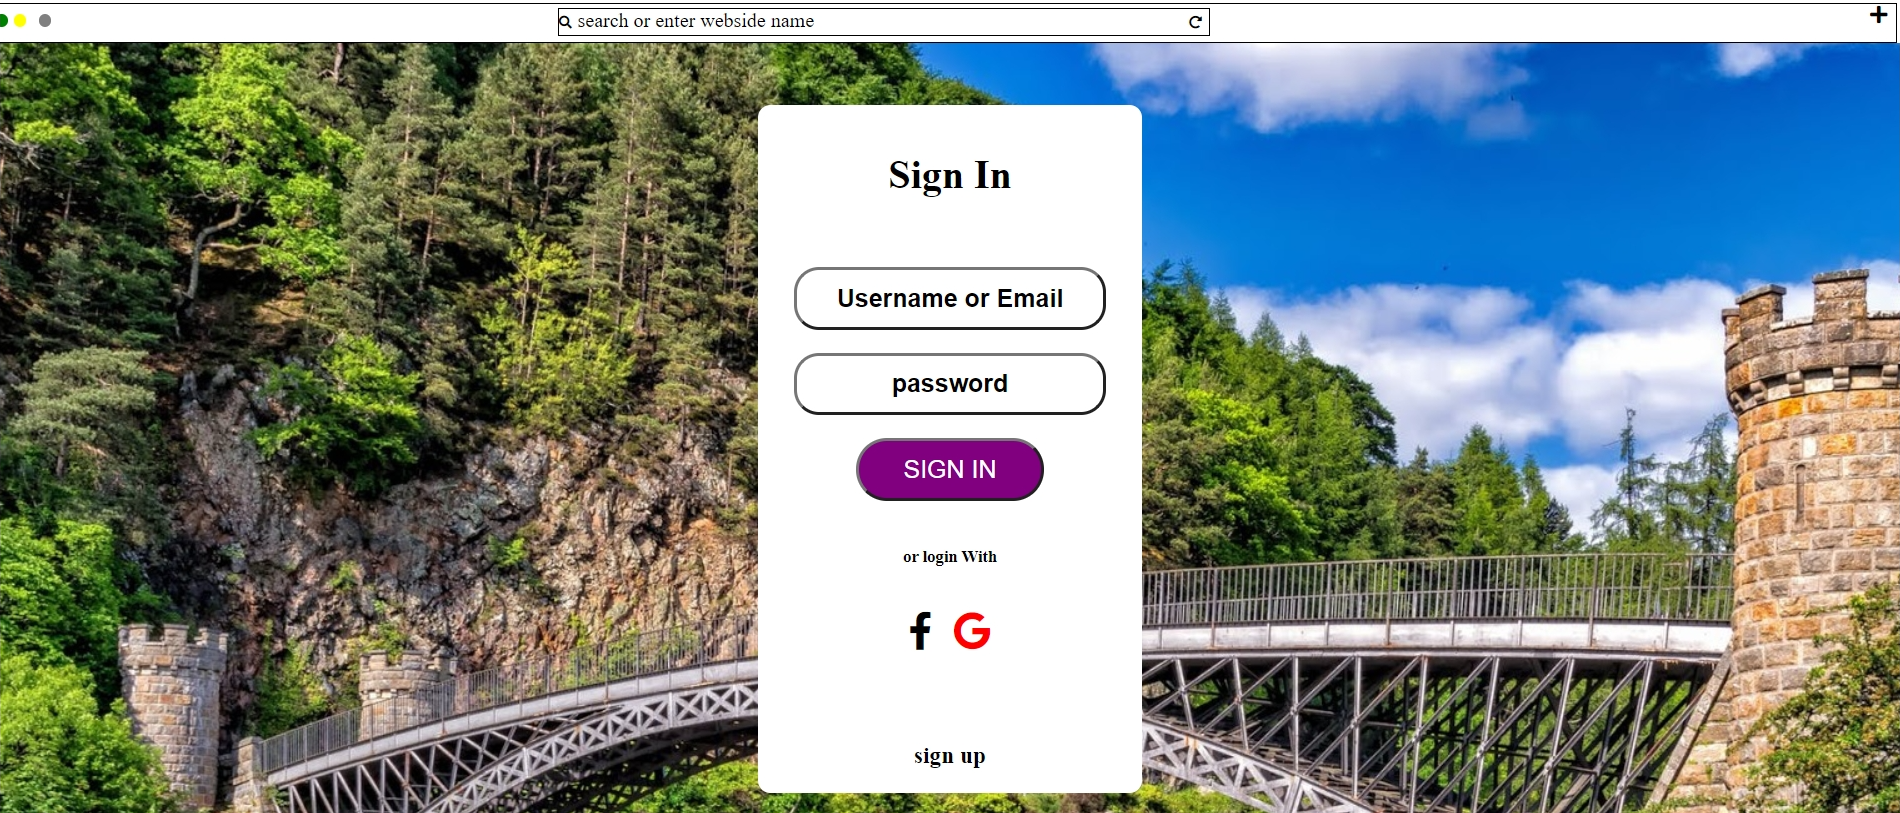 search or enter webside name
Sign In
Username or Email
password
SIGN IN
or login With
sign up